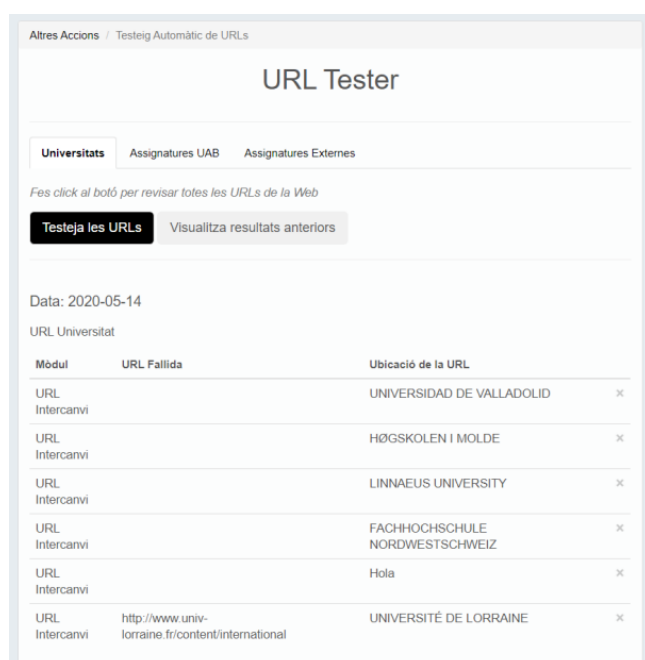 Altres Accions / Testeig Automàtic de URLs
URL Tester
Universitats Assignatures UAB Assignatures Externes
Fes click al botó per revisar totes les URLs de la Web
Testeja les URLs Visualitza resultats anteriors
Data: 2020-05-14
URL Universitat
Mòdul URL Fallida Ubicació de la URL
URL UNIVERSIDAD DE VALLADOLID ×
Intercanvi
URL HØGSKOLEN I MOLDE ×
Intercanvi
URL LINNAEUS UNIVERSITY ×
Intercanvi
URL FACHHOCHSCHULE ×
Intercanvi NORDWESTSCHWEIZ
URL Hola ×
Intercanvi
URL http://www.univ- UNIVERSITÉ DE LORRAINE ×
Intercanvi lorraine.fr/content/international